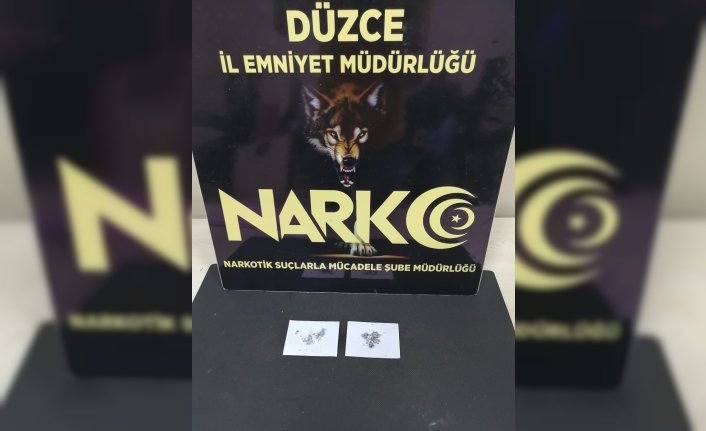 DÜZCE
İL EMNİYET MÜDÜRLÜĞÜ
NARKO
NARKOTİK SUÇLARLA MÜCADELE ŞUBE MÜDÜRLÜĞÜ